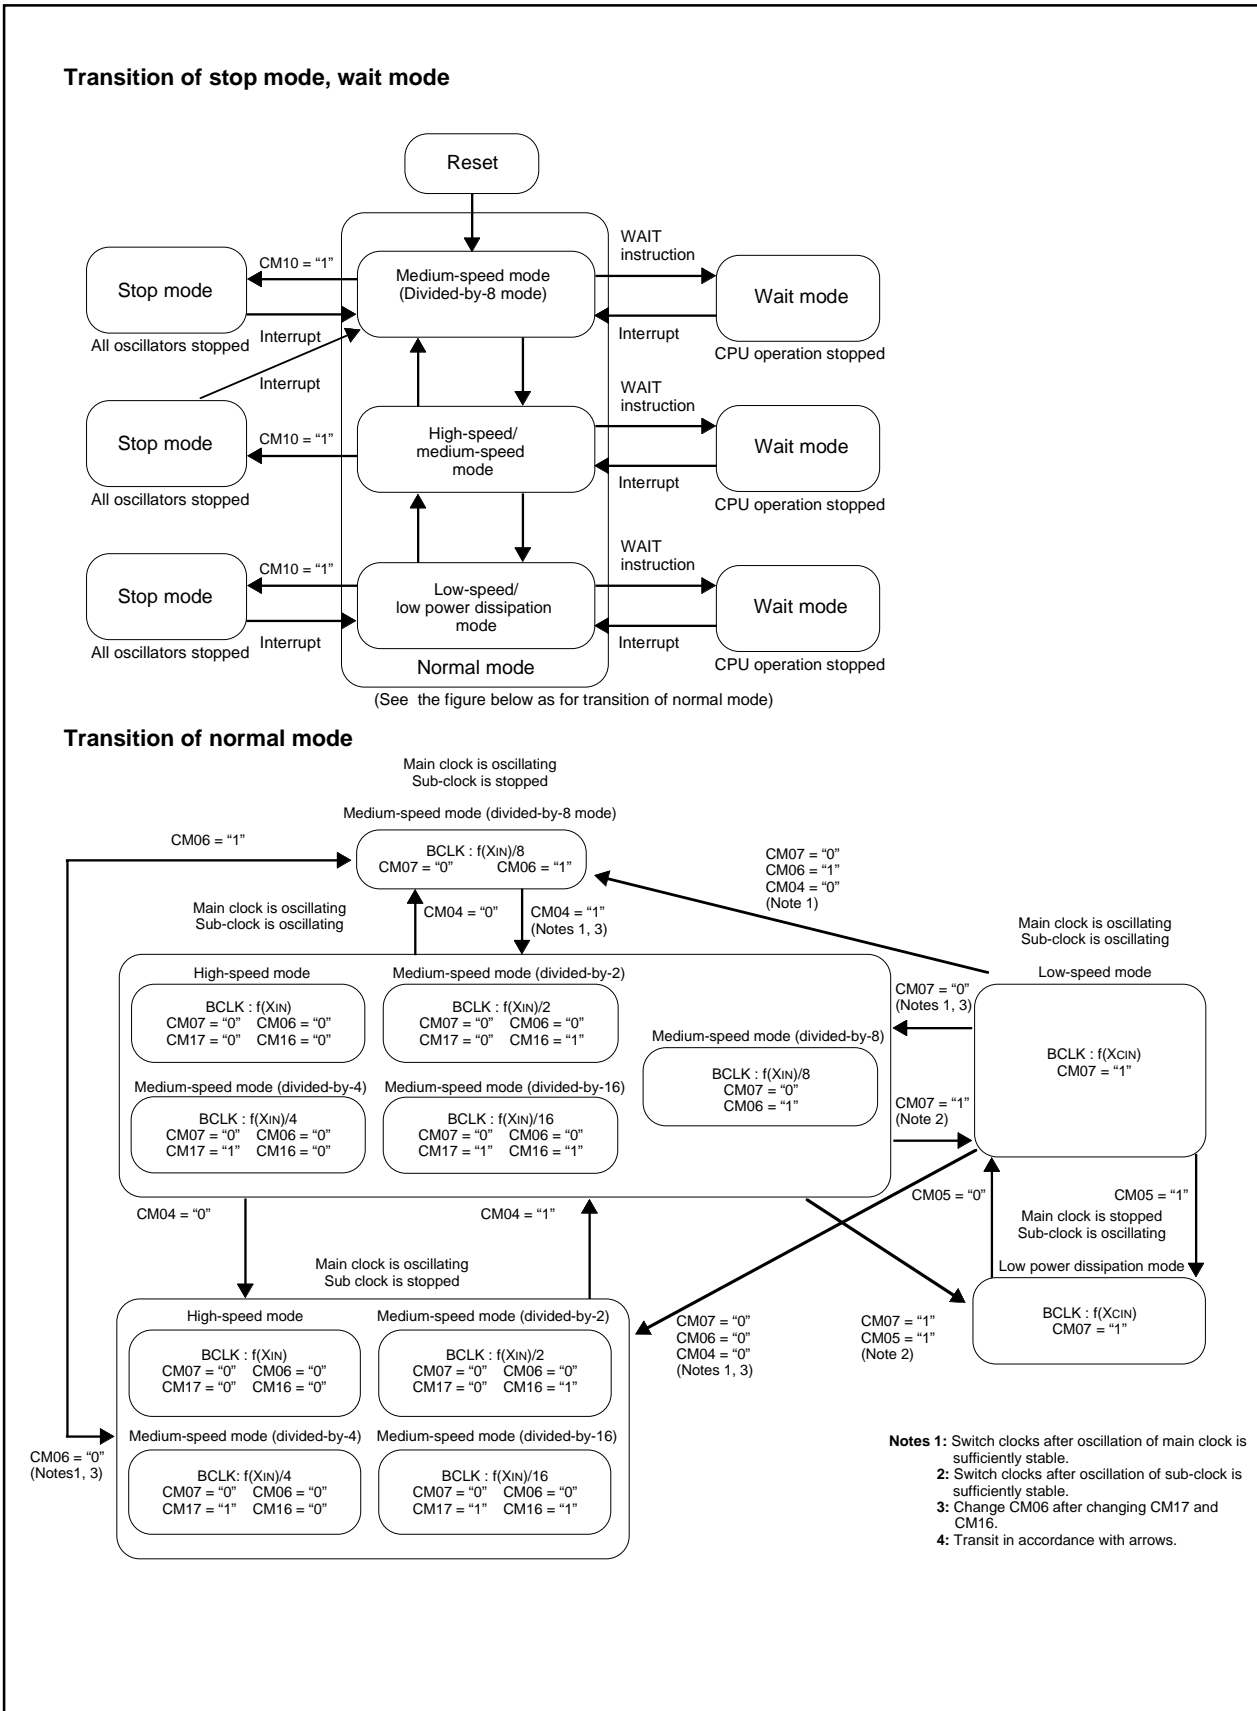 Transition of stop mode, wait mode
Reset
Medium-speed mode
(Divided-by-8 mode)
CM10 = “1”
Stop mode
Interrupt
All oscillators stopped
WAIT
instruction
Wait mode
Interrupt
CPU operation stopped
Interrupt
High-speed/
medium-speed
mode
CM10 = “1”
Stop mode
All oscillators stopped
WAIT
instruction
Wait mode
Interrupt
CPU operation stopped
Low-speed/
low power dissipation
mode
CM10 = “1”
Stop mode
Interrupt
All oscillators stopped
WAIT
instruction
Wait mode
Interrupt
CPU operation stopped
Normal mode
(See the figure below as for transition of normal mode)
Transition of normal mode
Main clock is oscillating
Sub-clock is stopped
Medium-speed mode (divided-by-8 mode)
BCLK : f(XIN)/8
CM07 = “0” CM06 = “1”
CM06 = “1”
CM07 = “0”
CM06 = “1”
CM04 = “0”
(Note 1)
Main clock is oscillating
Sub-clock is oscillating
CM04 = “0”
CM04 = “1”
(Notes 1, 3)
Main clock is oscillating
Sub-clock is oscillating
Low-speed mode
High-speed mode
BCLK : f(XIN)
CM07 = “0” CM06 = “0”
CM17 = “0” CM16 = “0”
Medium-speed mode (divided-by-2)
BCLK : f(XIN)/2
CM07 = “0” CM06 = “0”
CM17 = “0” CM16 = “1”
Medium-speed mode (divided-by-8)
BCLK : f(XIN)/8
CM07 = “0”
CM06 = “1”
Medium-speed mode (divided-by-4)
BCLK : f(XIN)/4
CM07 = “0” CM06 = “0”
CM17 = “1” CM16 = “0”
Medium-speed mode (divided-by-16)
BCLK : f(XIN)/16
CM07 = “0” CM06 = “0”
CM17 = “1” CM16 = “1”
CM07 = “0”
(Notes 1, 3)
CM07 = “1”
(Note 2)
BCLK : f(XCIN)
CM07 = “1”
CM04 = “0”
CM04 = “1”
CM05 = “0”
CM05 = “1”
Main clock is stopped
Sub-clock is oscillating
Low power dissipation mode
BCLK : f(XCIN)
CM07 = “1”
Main clock is oscillating
Sub clock is stopped
High-speed mode
BCLK : f(XIN)
CM07 = “0” CM06 = “0”
CM17 = “0” CM16 = “0”
Medium-speed mode (divided-by-2)
BCLK : f(XIN)/2
CM07 = “0” CM06 = “0”
CM17 = “0” CM16 = “1”
CM07 = “0”
CM06 = “0”
CM04 = “0”
(Notes 1, 3)
CM07 = “1”
CM05 = “1”
(Note 2)
Medium-speed mode (divided-by-4)
BCLK: f(XIN)/4
CM07 = “0” CM06 = “0”
CM17 = “1” CM16 = “0”
Medium-speed mode (divided-by-16)
BCLK : f(XIN)/16
CM07 = “0” CM06 = “0”
CM17 = “1” CM16 = “1”
CM06 = “0”
(Notes1, 3)
Notes 1: Switch clocks after oscillation of main clock is
sufficiently stable.
2: Switch clocks after oscillation of sub-clock is
sufficiently stable.
3: Change CM06 after changing CM17 and
CM16.
4: Transit in accordance with arrows.